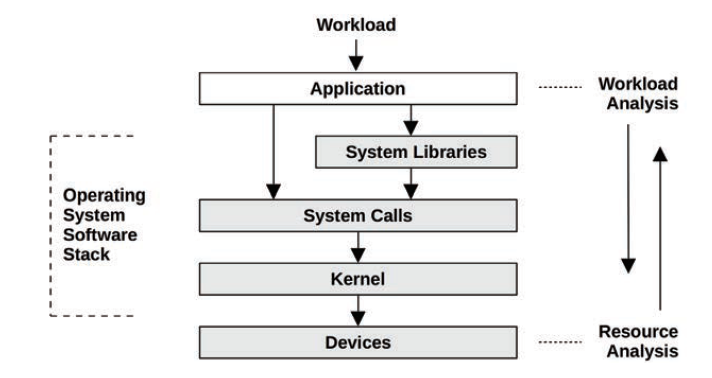 Workload
Application
Workload
Analysis
System Libraries
Operating
System
Software
Stack
System Calls
Kernel
Devices
Resource
Analysis